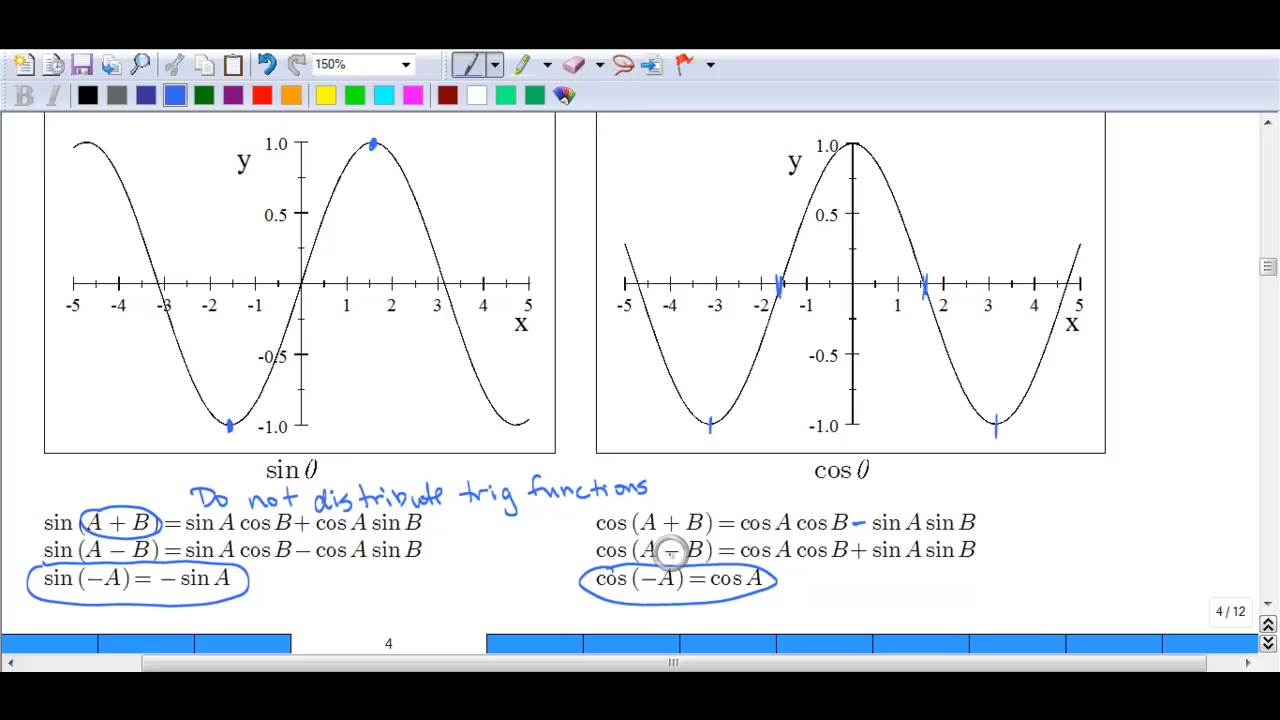 B I 150%
y 1.0 0.5 -0.5 -1.0
-5 -4 -3 -2 -1 1 2 3 4 5 x
sin θ
y 1.0 0.5 -0.5 -1.0
-5 -4 -3 -2 -1 1 2 3 4 5 x
cos θ
Do not distribute trig functions
sin (A + B) = sin A cos B + cos A sin B
sin (A − B) = sin A cos B − cos A sin B
sin (−A) = − sin A
cos (A + B) = cos A cos B - sin A sin B
cos (A − B) = cos A cos B + sin A sin B
cos (−A) = cos A
4 / 12
4